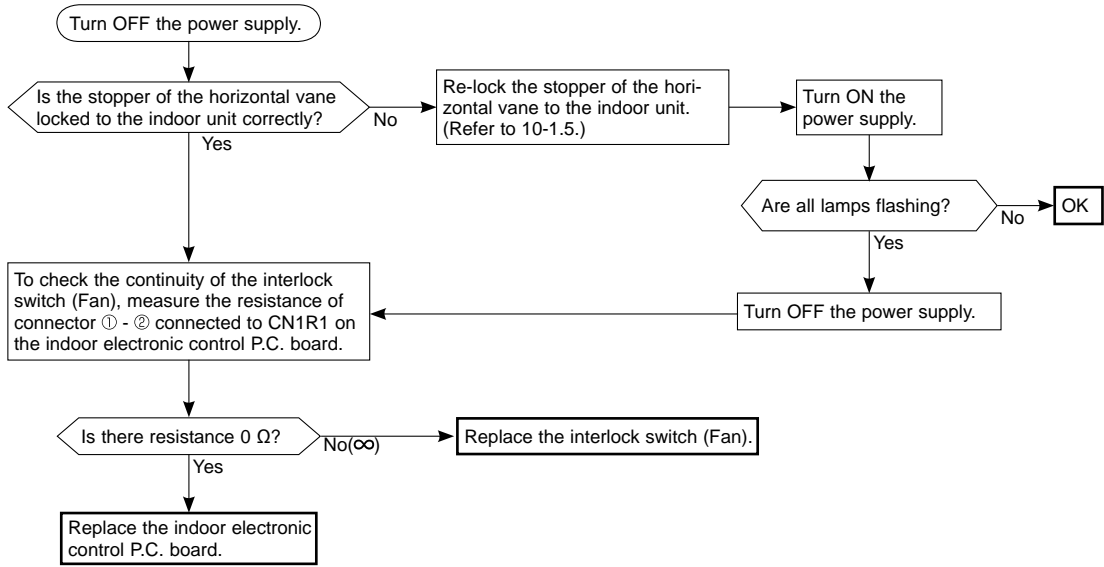 Turn OFF the power supply.
Is the stopper of the horizontal vane
locked to the indoor unit correctly?
No
Yes
Re-lock the stopper of the hori-
zontal vane to the indoor unit.
(Refer to 10-1.5.)
Turn ON the
power supply.
Are all lamps flashing?
No
OK
Yes
Turn OFF the power supply.
To check the continuity of the interlock
switch (Fan), measure the resistance of
connector ① - ② connected to CN1R1 on
the indoor electronic control P.C. board.
Is there resistance 0 Ω?
No(∞)
Replace the interlock switch (Fan).
Yes
Replace the indoor electronic
control P.C. board.